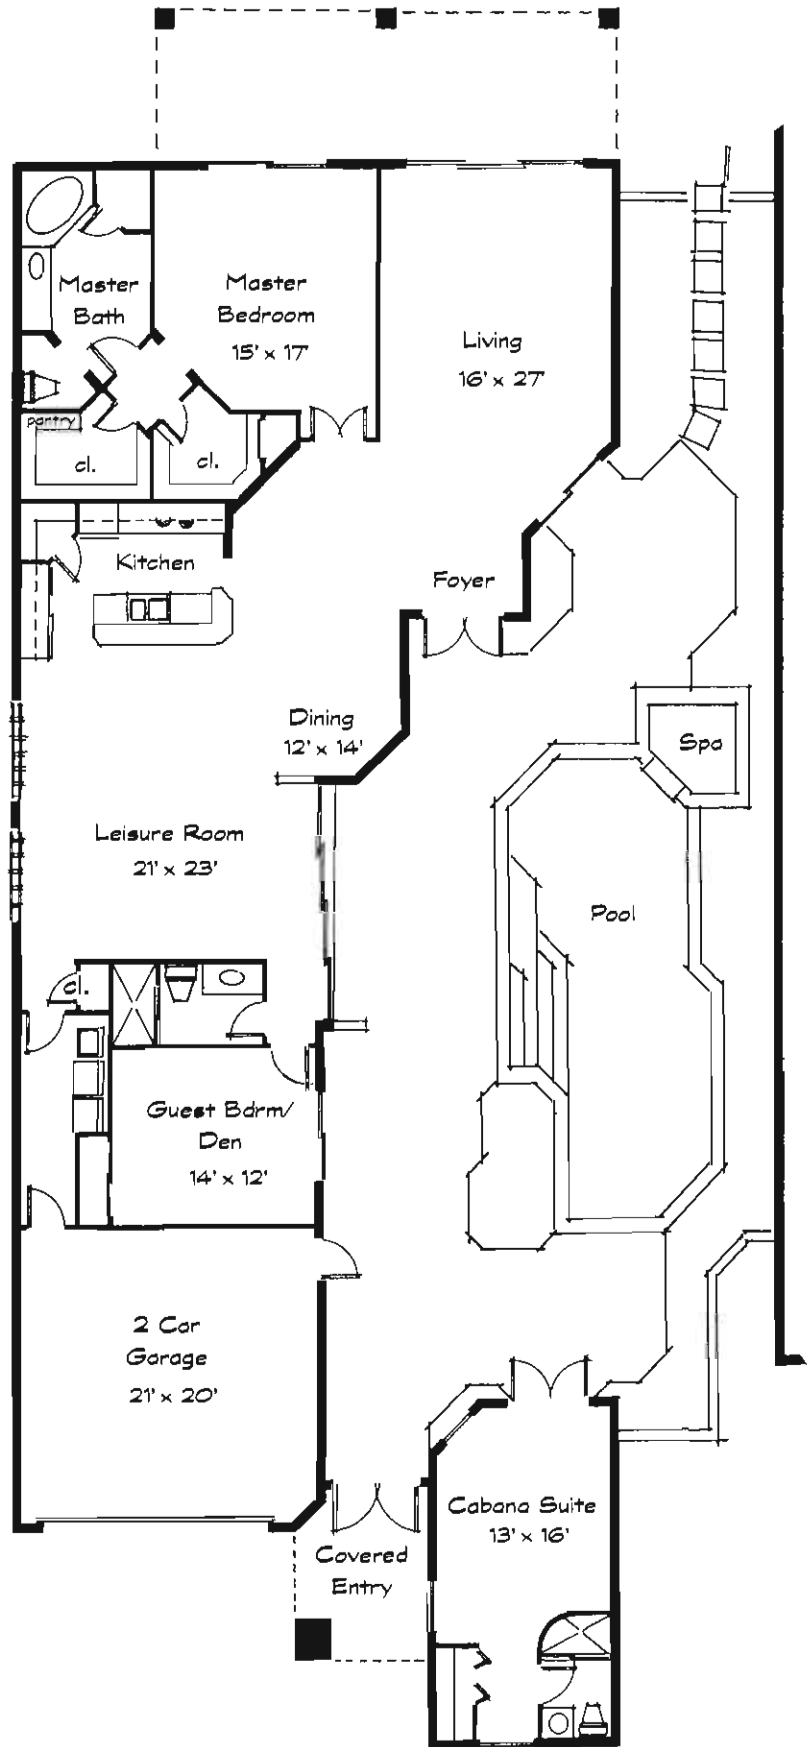 Master
Bath
Master
Bedroom
15' x 17'
Living
16' x 27'
pantry
cl.
cl.
Kitchen
Foyer
Dining
12' x 14'
Spa
Leisure Room
21' x 23'
Pool
cl.
Guest Bdrm/
Den
14' x 12'
2 Car
Garage
21' x 20'
Cabana Suite
13' x 16'
Covered
Entry